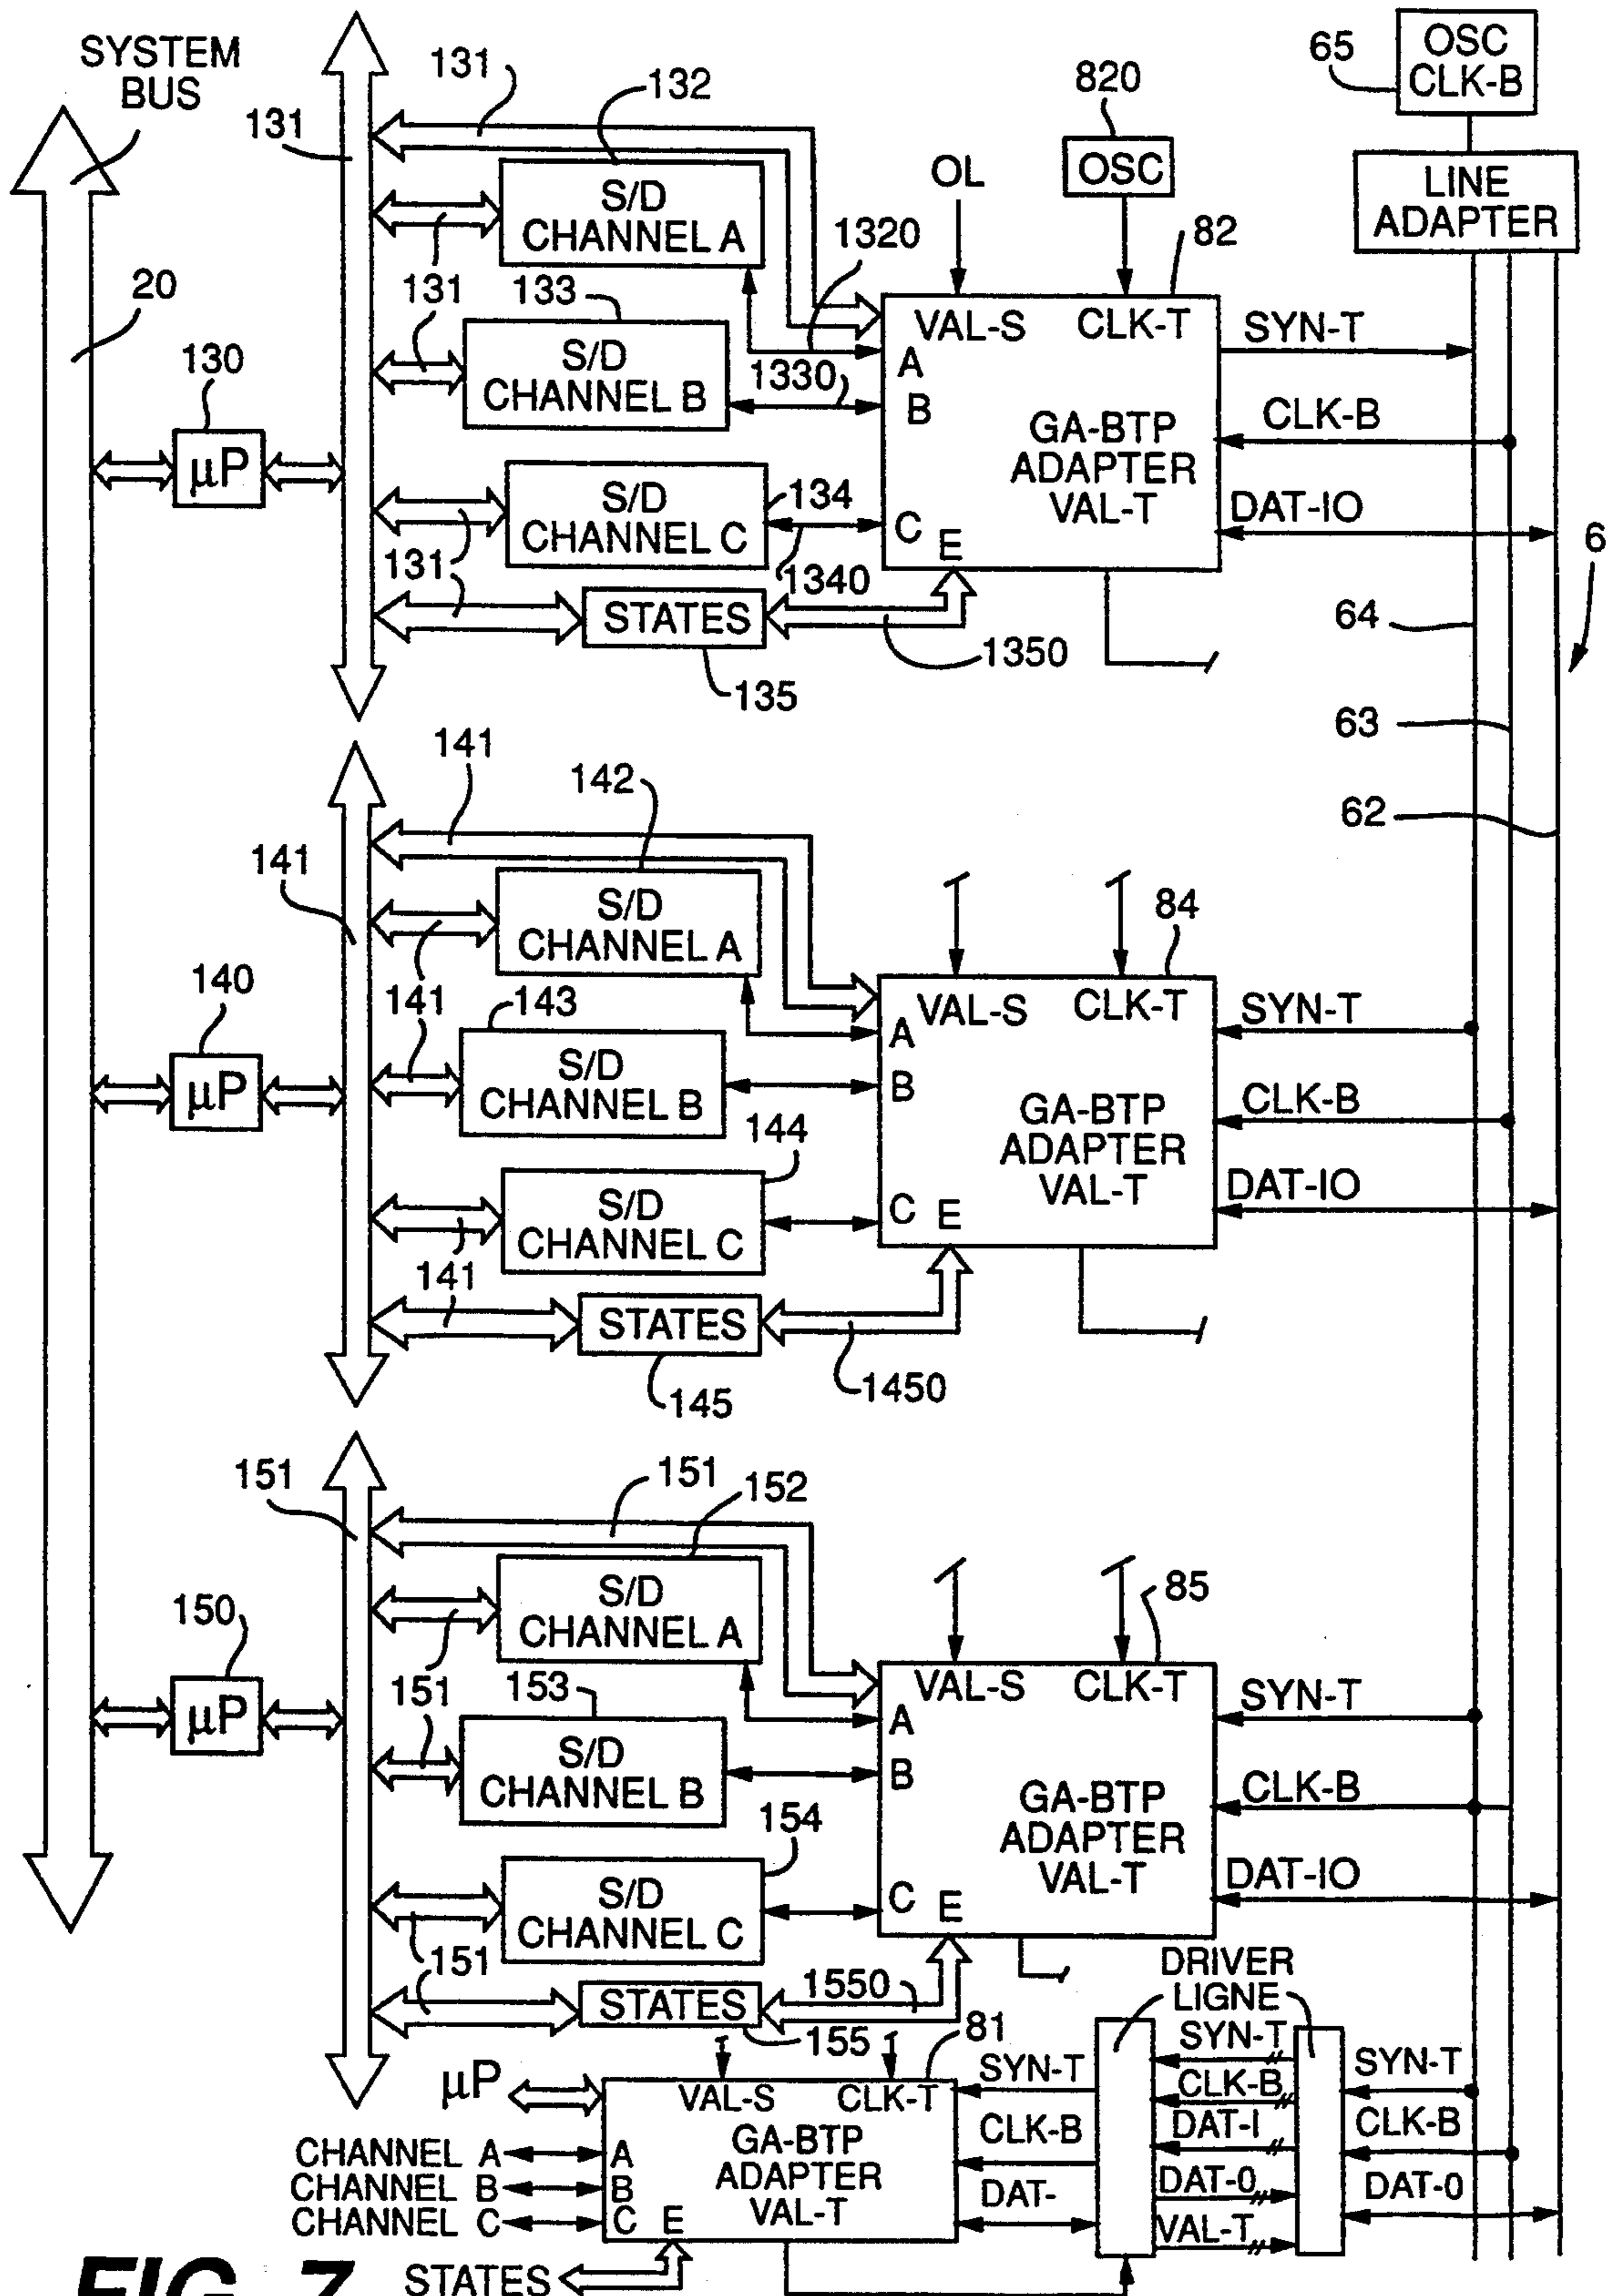 SYSTEM
BUS
131
131
132
820
65
OSC
CLK-B
S/D
CHANNEL A
OL
OSC
LINE
ADAPTER
20
131
133
1320
82
130
S/D
CHANNEL B
1330
VAL-S CLK-T
A
B
SYN-T
CLK-B
µP
GA-BTP
ADAPTER
VAL-T
DAT-IO
S/D
CHANNEL C
134
C E
6
131
1340
STATES
1350
135
64
63
62
141
142
141
S/D
CHANNEL A
84
140
141
143
VAL-S CLK-T
A
SYN-T
µP
S/D
CHANNEL B
B
CLK-B
144
GA-BTP
ADAPTER
VAL-T
S/D
CHANNEL C
C E
DAT-IO
141
STATES
1450
145
151
151
152
S/D
CHANNEL A
85
150
151
153
VAL-S CLK-T
A
SYN-T
µP
S/D
CHANNEL B
B
CLK-B
154
GA-BTP
ADAPTER
VAL-T
S/D
CHANNEL C
C E
DAT-IO
151
STATES
1550
155
81
DRIVER
LIGNE
µP
VAL-S CLK-T
SYN-T
SYN-T
SYN-T
GA-BTP
ADAPTER
VAL-T
CLK-B
CLK-B
CLK-B
CHANNEL A
A
DAT-I
CHANNEL B
B
DAT-
DAT-0
DAT-0
CHANNEL C
C E
VAL-T
STATES
FIG. 7